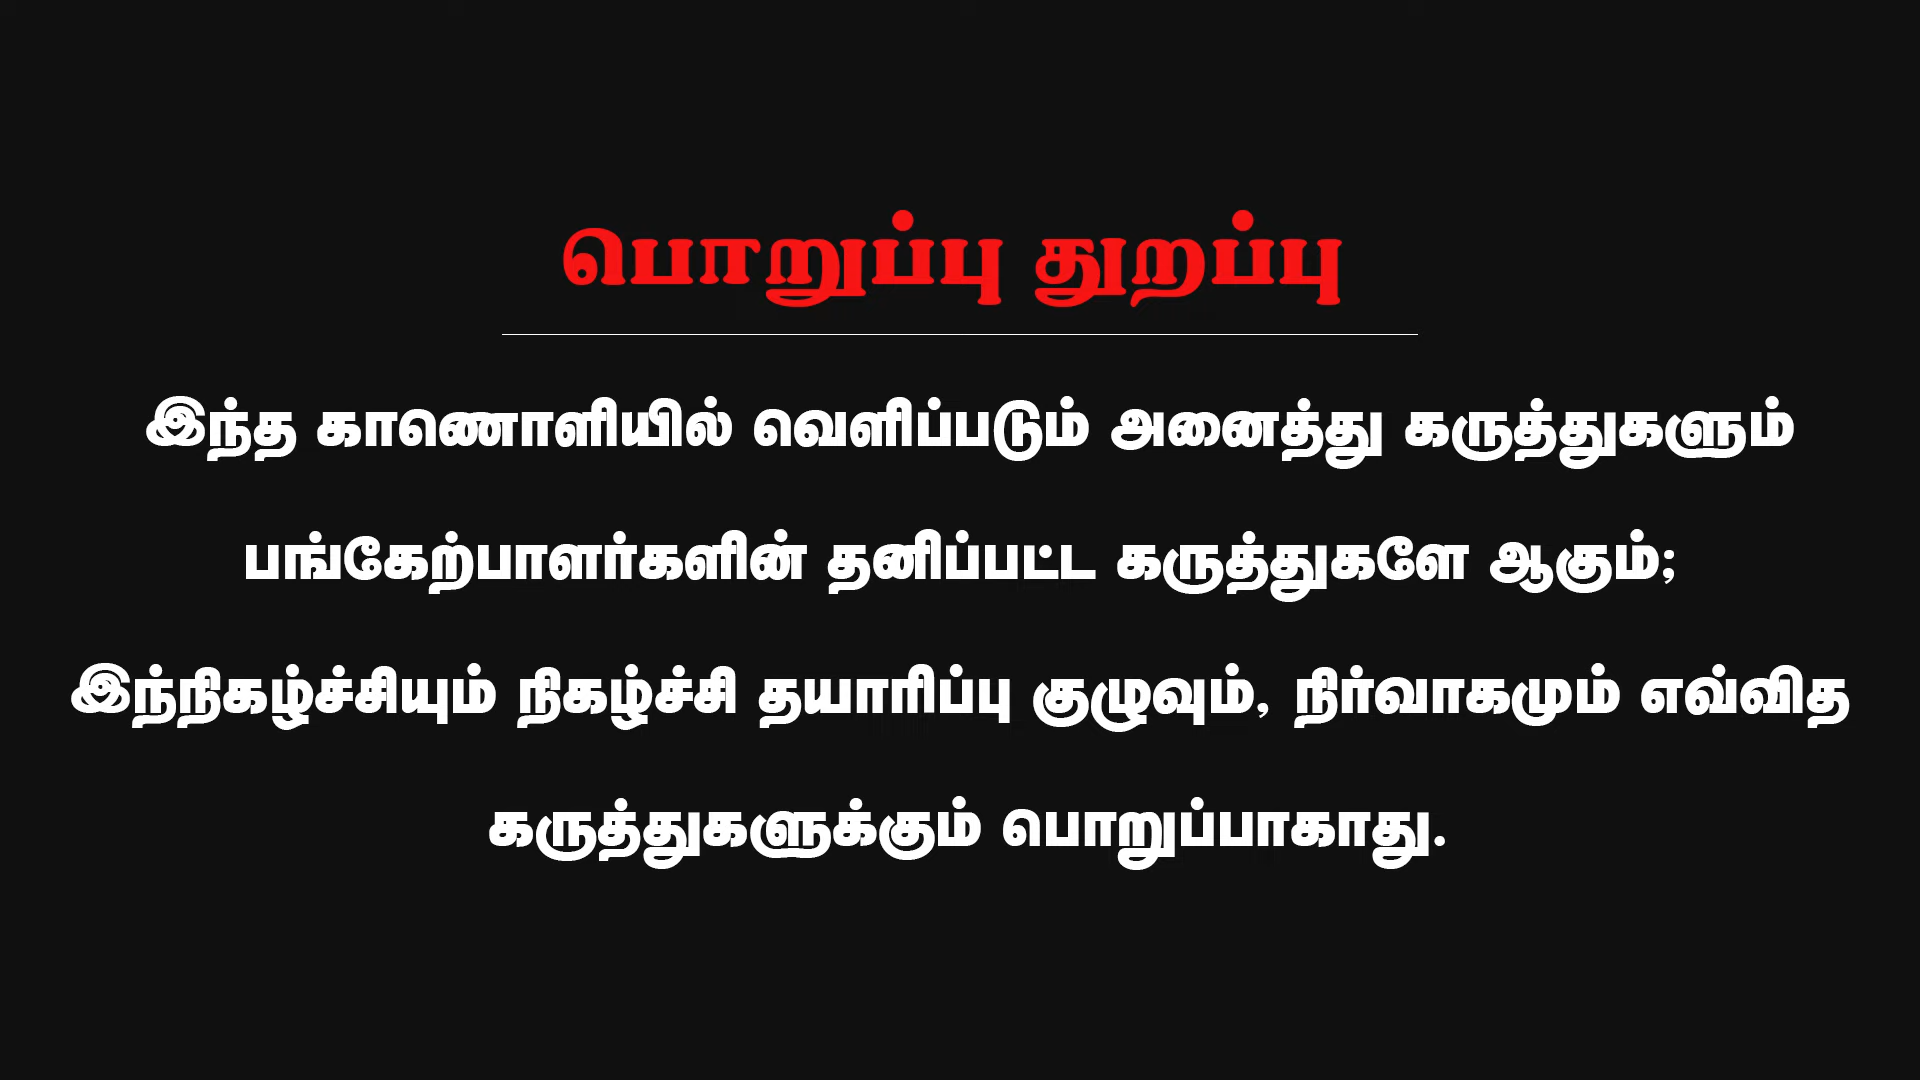 பொறுப்பு துறப்பு
இந்த காணொளியில் வெளிப்படும் அனைத்து கருத்துகளும்
பங்கேற்பாளர்களின் தனிப்பட்ட கருத்துகளே ஆகும்;
இந்நிகழ்ச்சியும் நிகழ்ச்சி தயாரிப்பு குழுவும், நிர்வாகமும் எவ்வித
கருத்துகளுக்கும் பொறுப்பாகாது.